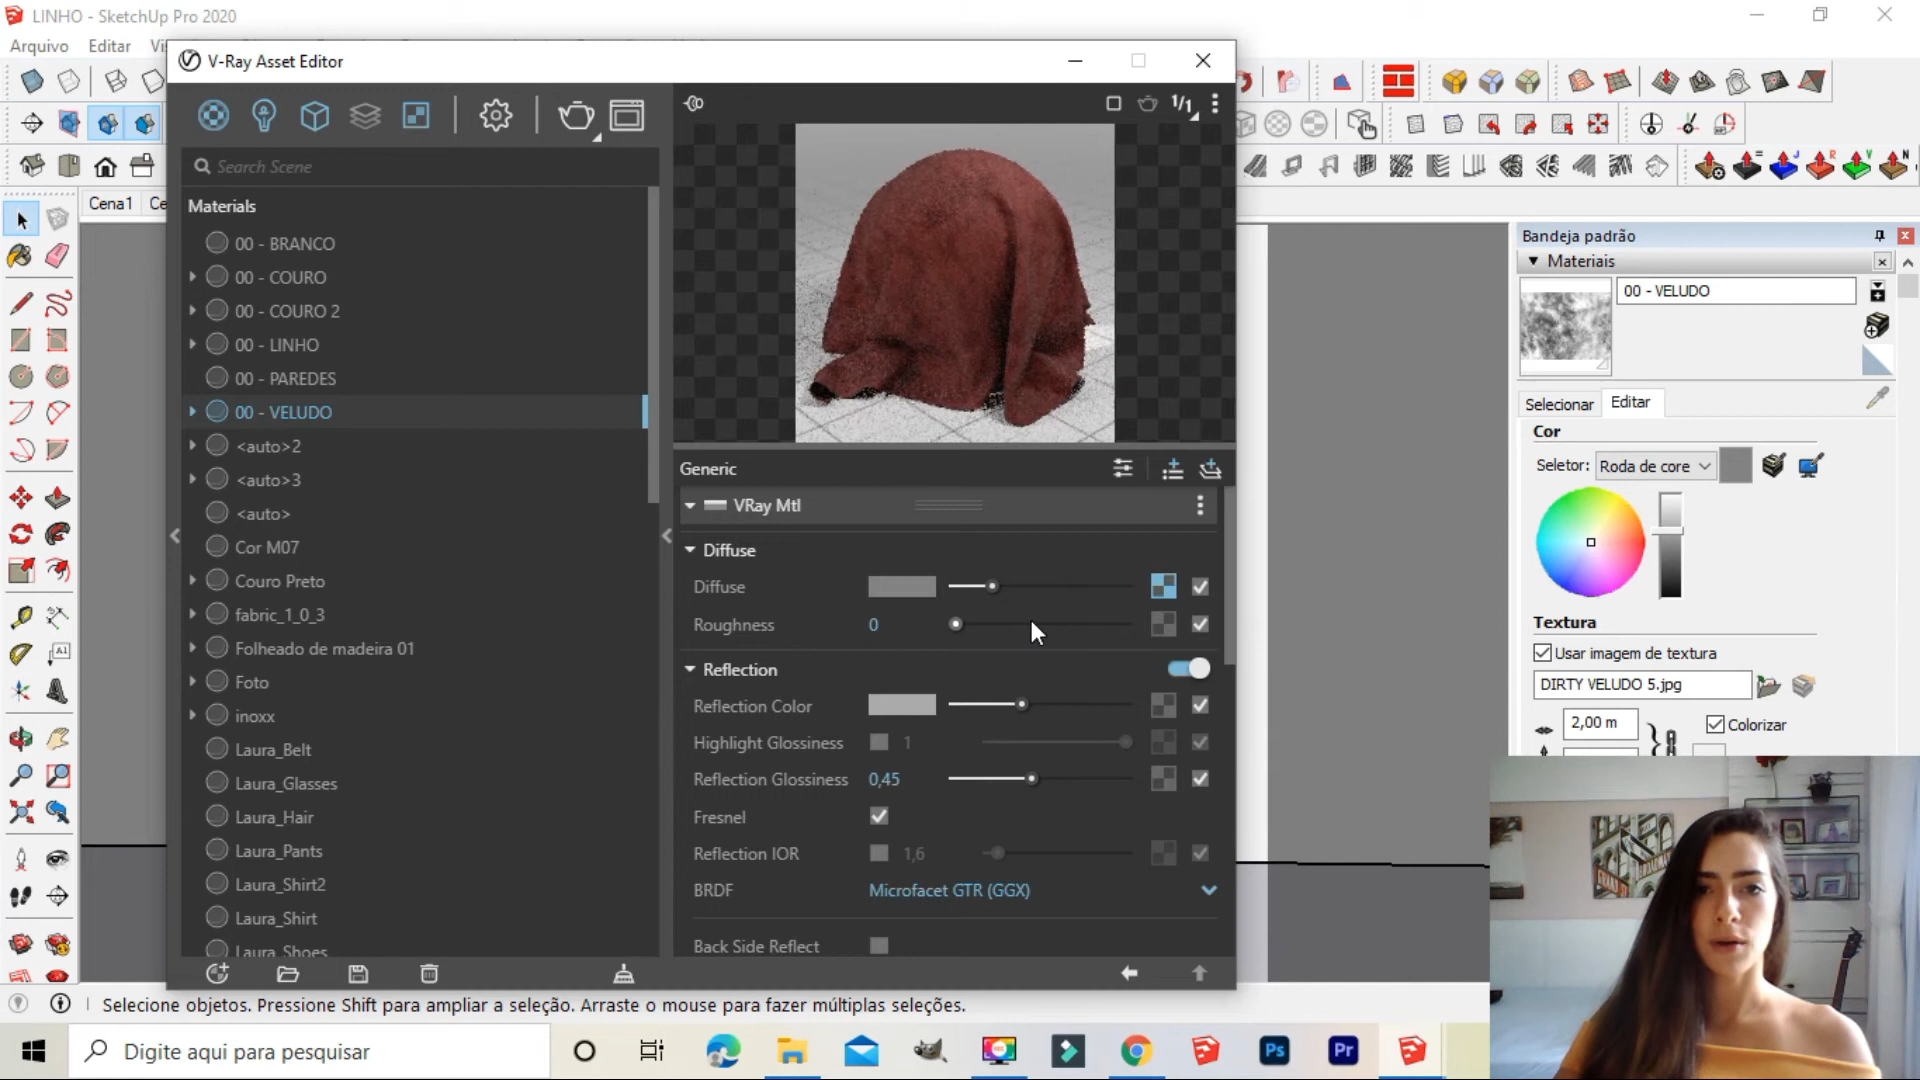 LINHO - SketchUp Pro 2020
Arquivo Editar Vi
V-Ray Asset Editor
1/1
Search Scene
Cena1 Ce
Materials
00 - BRANCO
00 - COURO
00 - COURO 2
00 - LINHO
00 - PAREDES
00 - VELUDO
<auto>2
<auto>3
<auto>
Cor M07
Couro Preto
fabric_1_0_3
Folheado de madeira 01
Foto
inoxx
Laura_Belt
Laura_Glasses
Laura_Hair
Laura_Pants
Laura_Shirt2
Laura_Shirt
Laura_Shoes
Generic
VRay Mtl
Diffuse
Diffuse
Roughness 0
Reflection
Reflection Color
Highlight Glossiness 1
Reflection Glossiness 0,45
Fresnel
Reflection IOR 1,6
BRDF Microfacet GTR (GGX)
Back Side Reflect
Bandeja padrão
Materiais
00 - VELUDO
Selecionar Editar
Cor
Seletor: Roda de core
Textura
Usar imagem de textura
DIRTY VELUDO 5.jpg
2,00 m Colorizar
Selecione objetos. Pressione Shift para ampliar a seleção. Arraste o mouse para fazer múltiplas seleções.
Digite aqui para pesquisar
Ps
Pr